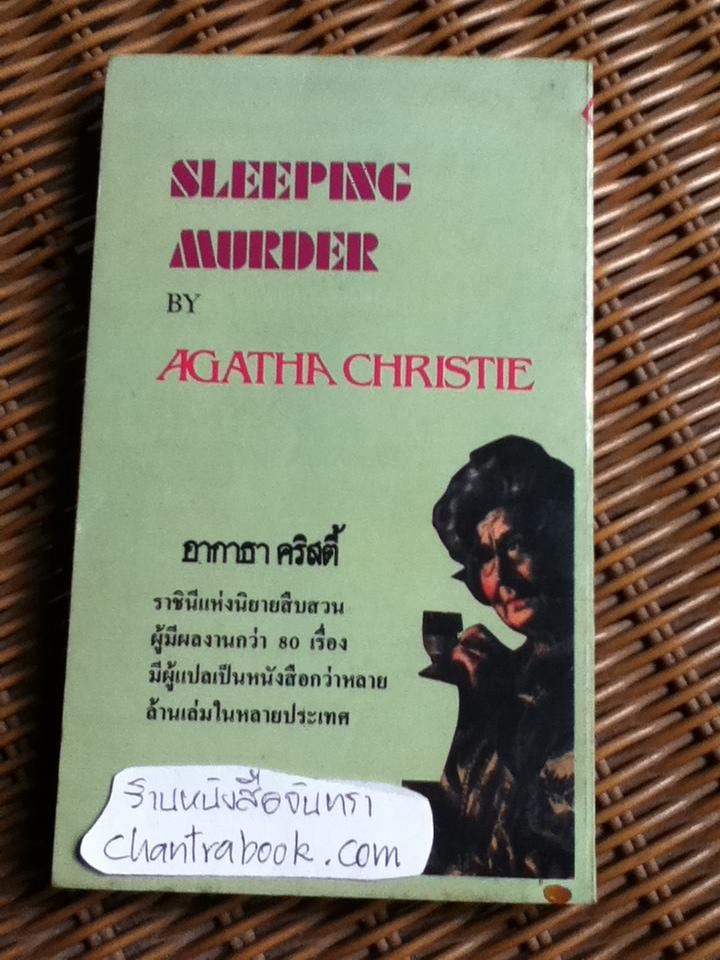 SLEEPING
MURDER
BY
AGATHA CHRISTIE
อากาธา คริสตี้
ราชินีแห่งนิยายสืบสวน
ผู้มีผลงานกว่า 80 เรื่อง
มีผู้แปลเป็นหนังสือกว่าหลาย
ล้านเล่มในหลายประเทศ
ร้านหนังสือจันทรา
chantrabook.com